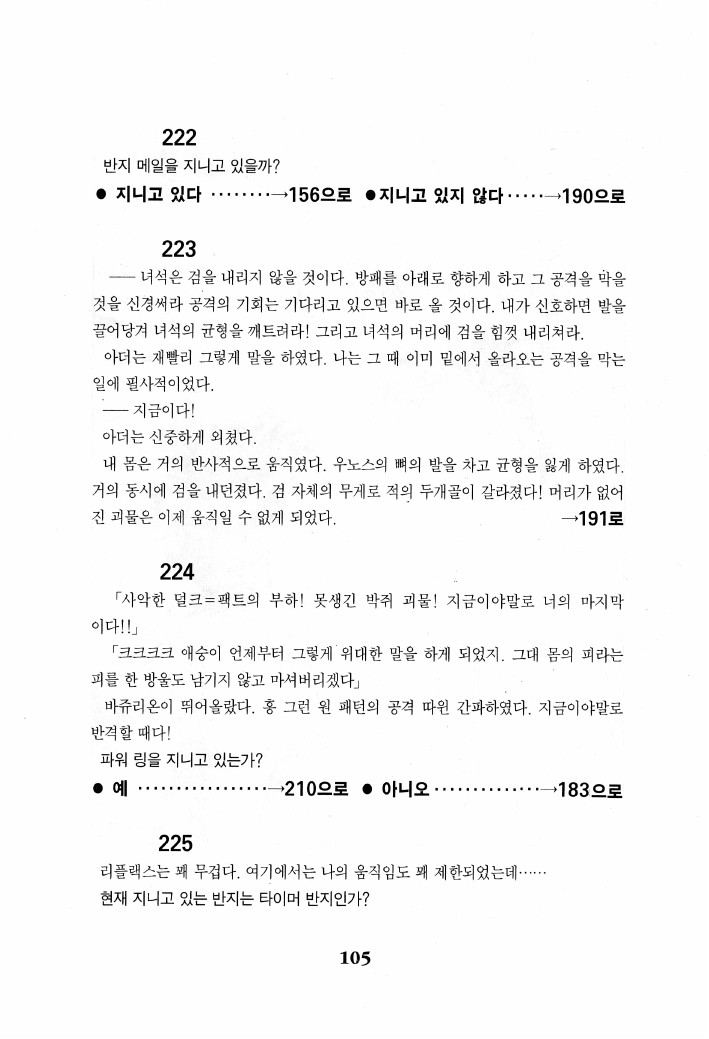 222
반지 메일을 지니고 있을까?
● 지니고 있다 ·········→156으로 ●지니고 있지 않다·····→190으로
223
── 녀석은 검을 내리지 않을 것이다. 방패를 아래로 향하게 하고 그 공격을 막을
것을 신경써라 공격의 기회는 기다리고 있으면 바로 올 것이다. 내가 신호하면 발을
끌어당겨 녀석의 균형을 깨트려라! 그리고 녀석의 머리에 검을 힘껏 내리쳐라.
아더는 재빨리 그렇게 말을 하였다. 나는 그 때 이미 밑에서 올라오는 공격을 막는
일에 필사적이었다.
── 지금이다!
아더는 신중하게 외쳤다.
내 몸은 거의 반사적으로 움직였다. 우노스의 뼈의 발을 차고 균형을 잃게 하였다.
거의 동시에 검을 내던졌다. 검 자체의 무게로 적의 두개골이 갈라졌다! 머리가 없어
진 괴물은 이제 움직일 수 없게 되었다. →191로
224
「사악한 덜크=팩트의 부하! 못생긴 박쥐 괴물! 지금이야말로 너의 마지막
이다!!」
「크크크크 애숭이 언제부터 그렇게 위대한 말을 하게 되었지. 그대 몸의 피라는
피를 한 방울도 남기지 않고 마셔버리겠다」
바쥬리온이 뛰어올랐다. 흥 그런 원 패턴의 공격 따윈 간파하였다. 지금이야말로
반격할 때다!
파워 링을 지니고 있는가?
● 예 ·················→210으로 ● 아니오··············→183으로
225
리플랙스는 꽤 무겁다. 여기에서는 나의 움직임도 꽤 제한되었는데……
현재 지니고 있는 반지는 타이머 반지인가?
105